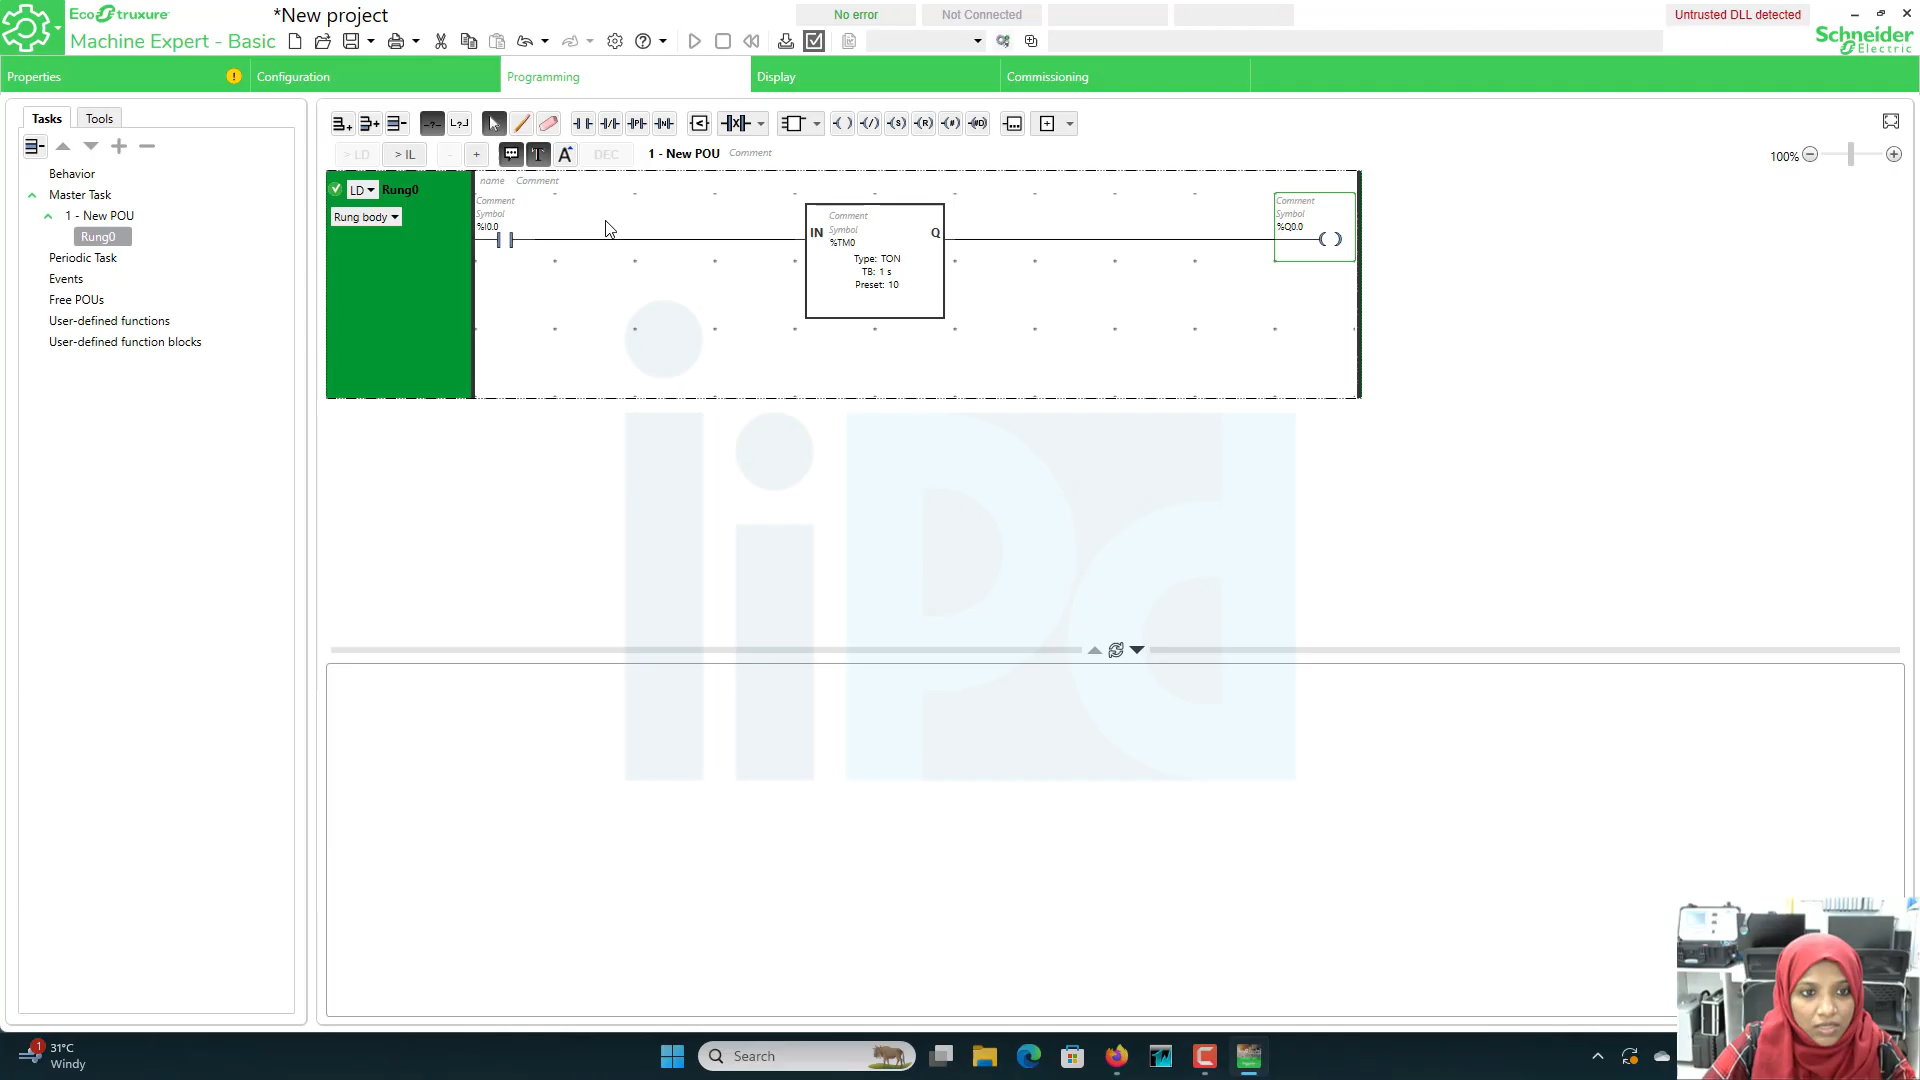 EcoStruxure
Machine Expert - Basic
*New project
No error
Not Connected
Untrusted DLL detected
Schneider
Electric
Properties
!
Configuration
Programming
Display
Commissioning
Tasks
Tools
> LD
> IL
-
+
T
A
DEC
1 - New POU
Comment
100%
Behavior
Master Task
1 - New POU
Rung0
Periodic Task
Events
Free POUs
User-defined functions
User-defined function blocks
LD
Rung0
Rung body
name
Comment
Comment
Symbol
%I0.0
IN
Comment
Symbol
%TM0
Q
Type: TON
TB: 1 s
Preset: 10
Comment
Symbol
%Q0.0
iiPd
1
31°C
Windy
Search